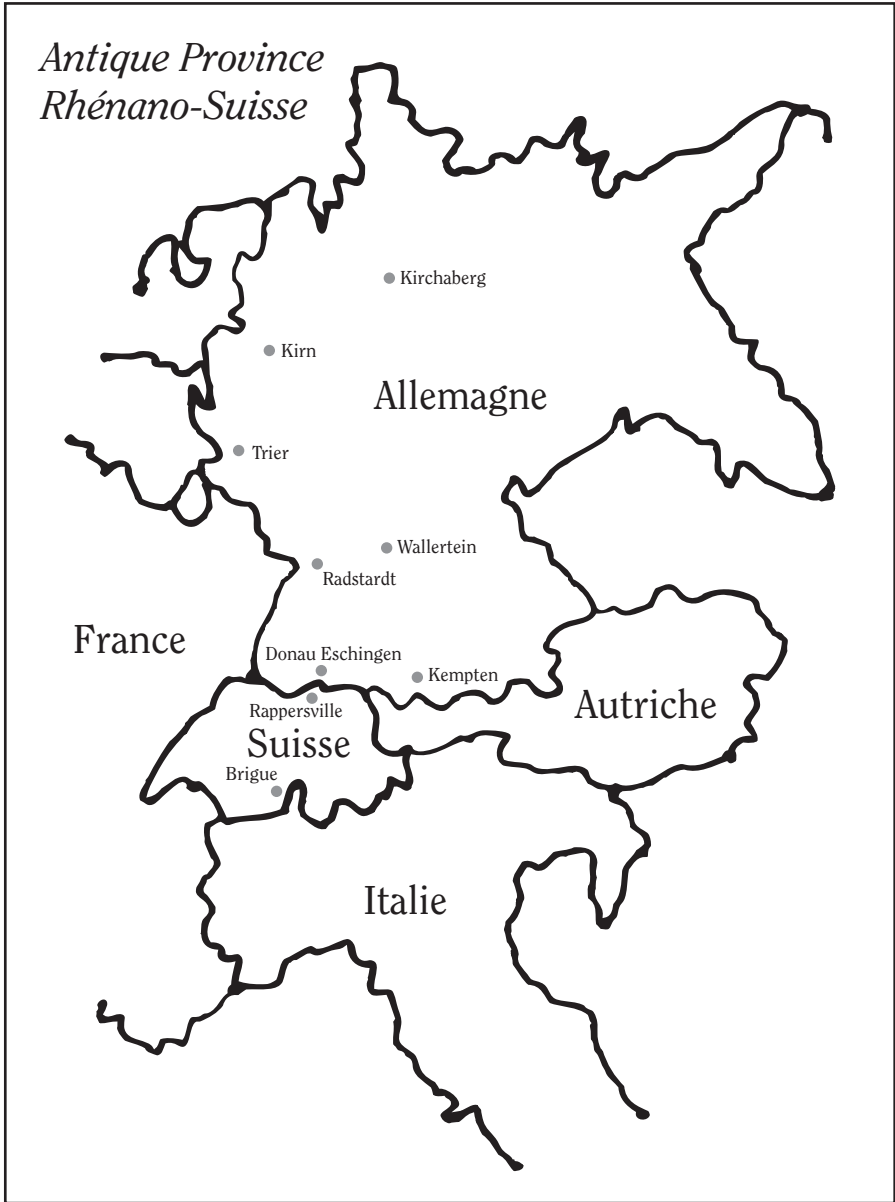 Antique Province
Rhénano-Suisse
Kirchaberg
Kirn
Allemagne
Trier
Wallertein
Radstardt
France
Donau Eschingen
Kempten
Rappersville
Autriche
Suisse
Brigue
Italie